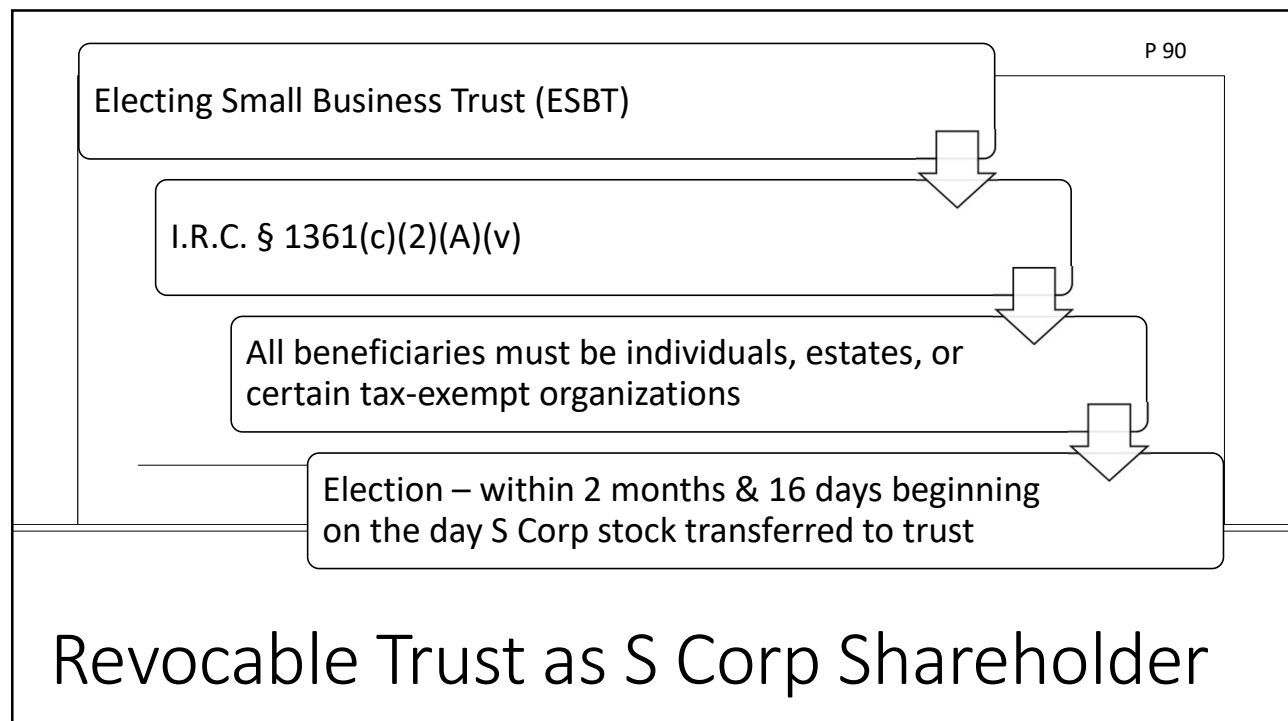 P 90
Electing Small Business Trust (ESBT)
I.R.C. § 1361(c)(2)(A)(v)
All beneficiaries must be individuals, estates, or
certain tax-exempt organizations
Election – within 2 months & 16 days beginning
on the day S Corp stock transferred to trust
Revocable Trust as S Corp Shareholder